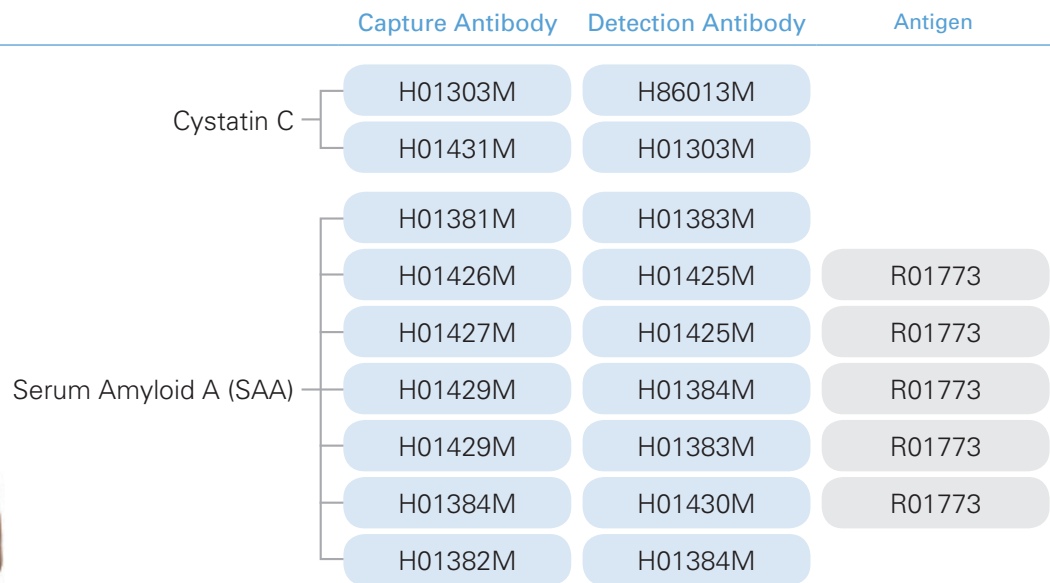 Capture Antibody Detection Antibody Antigen
H01303M H86013M
Cystatin C
H01431M H01303M
H01381M H01383M
H01426M H01425M R01773
H01427M H01425M R01773
Serum Amyloid A (SAA) H01429M H01384M R01773
H01429M H01383M R01773
H01384M H01430M R01773
H01382M H01384M